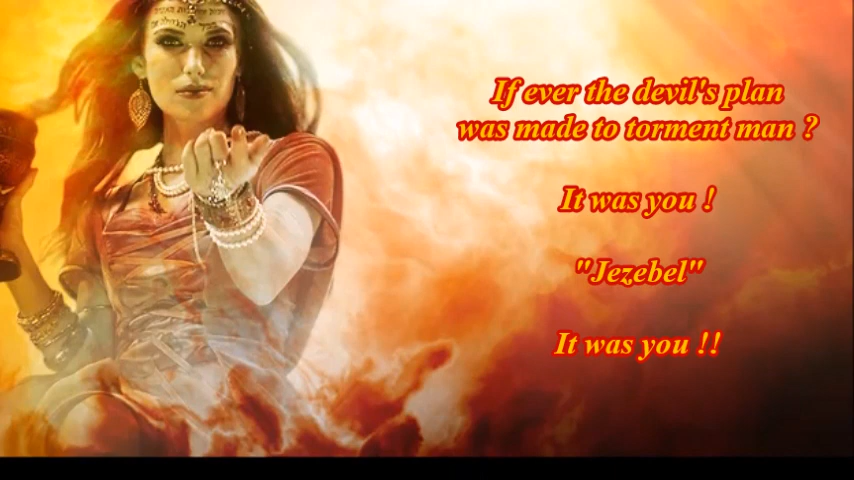 If ever the devil's plan
was made to torment man ?
It was you !
"Jezebel"
It was you !!